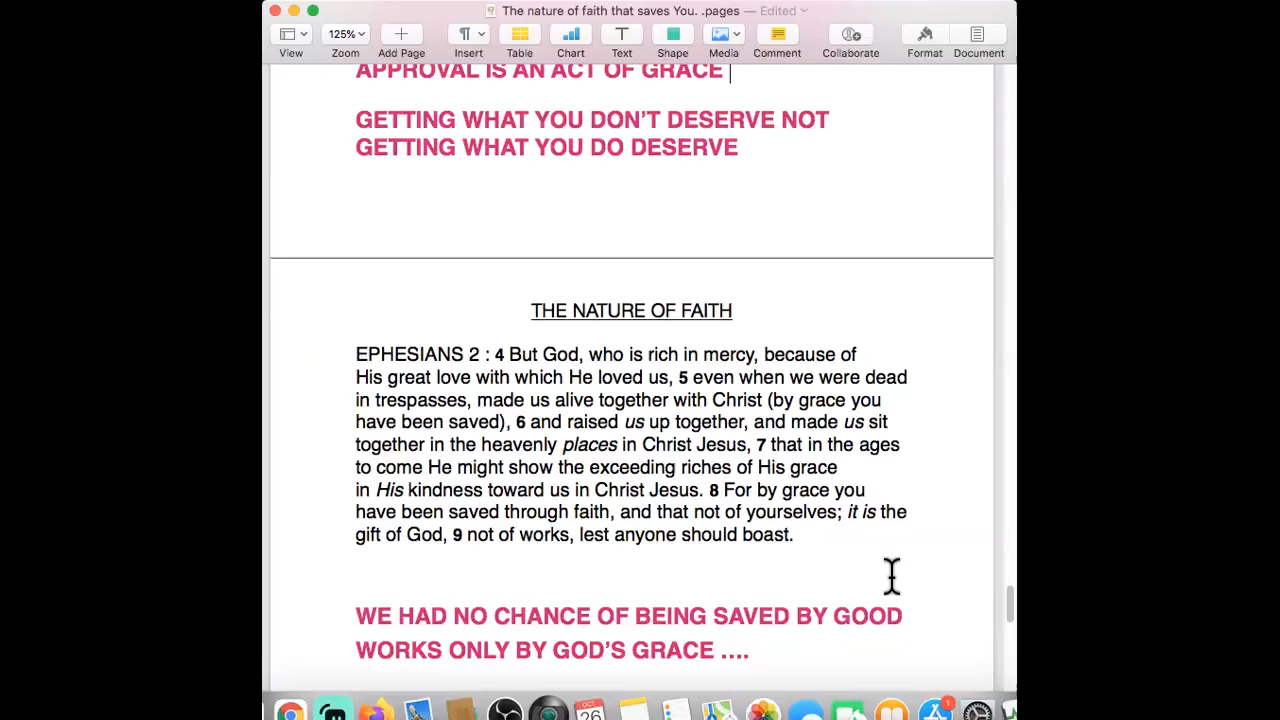 The nature of faith that saves You. .pages — Edited
125%
View Zoom Add Page Insert Table Chart Text Shape Media Comment Collaborate Format Document
APPROVAL IS AN ACT OF GRACE
GETTING WHAT YOU DON’T DESERVE NOT
GETTING WHAT YOU DO DESERVE
THE NATURE OF FAITH
EPHESIANS 2 : 4 But God, who is rich in mercy, because of
His great love with which He loved us, 5 even when we were dead
in trespasses, made us alive together with Christ (by grace you
have been saved), 6 and raised us up together, and made us sit
together in the heavenly places in Christ Jesus, 7 that in the ages
to come He might show the exceeding riches of His grace
in His kindness toward us in Christ Jesus. 8 For by grace you
have been saved through faith, and that not of yourselves; it is the
gift of God, 9 not of works, lest anyone should boast.
WE HAD NO CHANCE OF BEING SAVED BY GOOD
WORKS ONLY BY GOD’S GRACE ….
OCT
26
1